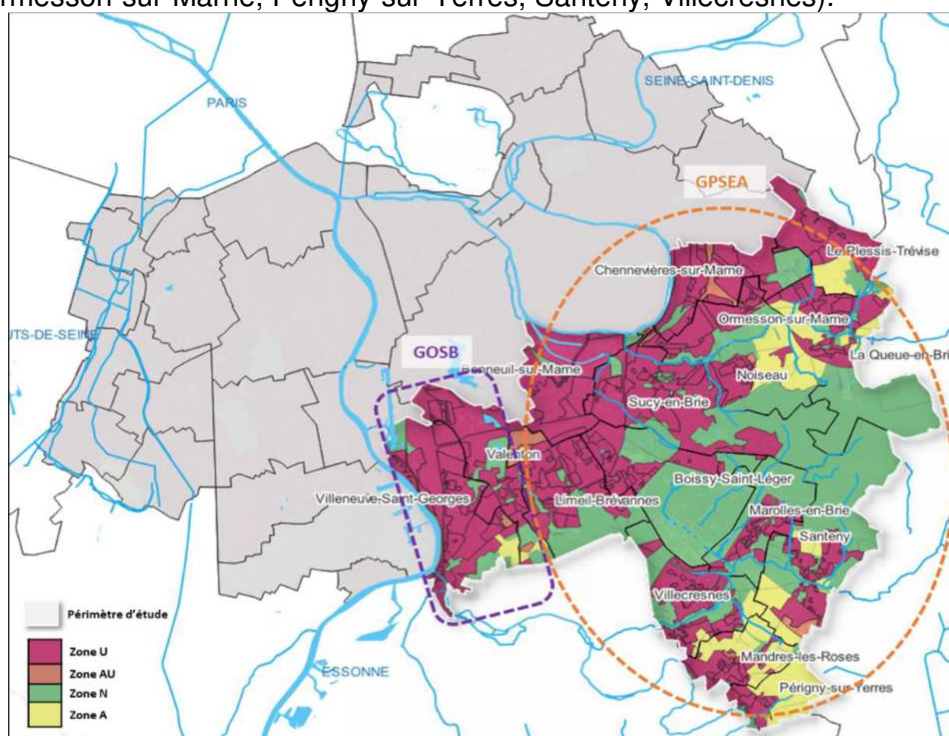 rmesson-sur-Marne, Périgny-sur-Yerres, Santeny, Villecresnes).
SEINE-SAINT-DENIS
PARIS
GPSEA
Le Plessis-Trévise
Chennevières-sur-Marne
Ormesson-sur-Marne
UTS-DE-SEINE
GOSB
La Queue-en-Bri
Bonneuil-sur-Marne
Noiseau
Sucy-en-Brie
Valenton
Boissy-Saint-Léger
Villeneuve-Saint-Georges
Limeil-Brévannes
Marolles-en-Brie
Santeny
Villecresnes
Périmètre d'étude
Zone U
Mandres-les-Roses
Zone AU
ESSONNE
Périgny-sur-Yerres
Zone N
Zone A